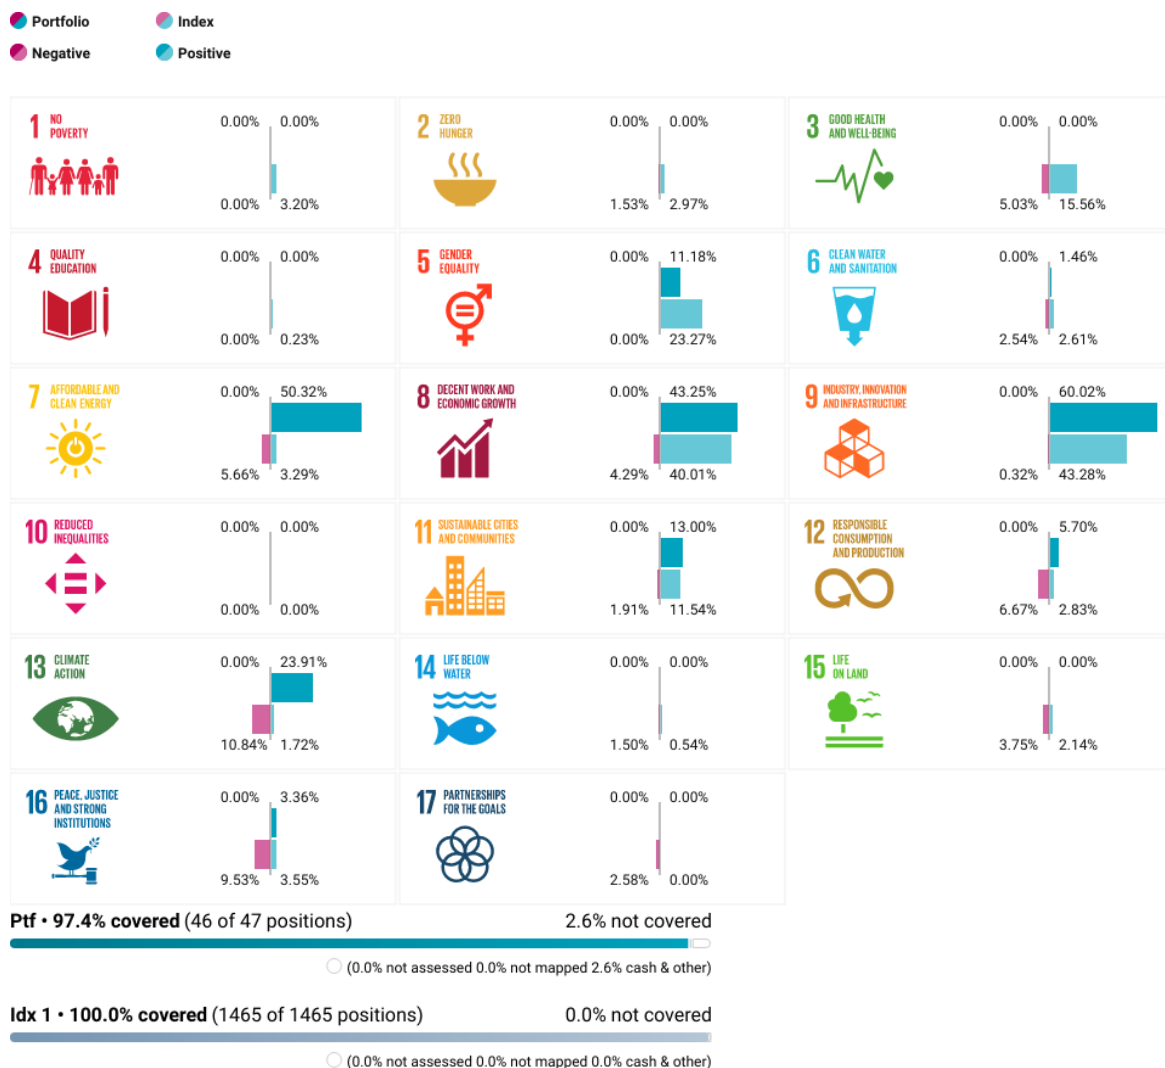 Portfolio Index
Negative Positive
1 NO POVERTY 0.00% 0.00%
0.00% 3.20%
2 ZERO HUNGER 0.00% 0.00%
1.53% 2.97%
3 GOOD HEALTH AND WELL-BEING 0.00% 0.00%
5.03% 15.56%
4 QUALITY EDUCATION 0.00% 0.00%
0.00% 0.23%
5 GENDER EQUALITY 0.00% 11.18%
0.00% 23.27%
6 CLEAN WATER AND SANITATION 0.00% 1.46%
2.54% 2.61%
7 AFFORDABLE AND CLEAN ENERGY 0.00% 50.32%
5.66% 3.29%
8 DECENT WORK AND ECONOMIC GROWTH 0.00% 43.25%
4.29% 40.01%
9 INDUSTRY, INNOVATION AND INFRASTRUCTURE 0.00% 60.02%
0.32% 43.28%
10 REDUCED INEQUALITIES 0.00% 0.00%
0.00% 0.00%
11 SUSTAINABLE CITIES AND COMMUNITIES 0.00% 13.00%
1.91% 11.54%
12 RESPONSIBLE CONSUMPTION AND PRODUCTION 0.00% 5.70%
6.67% 2.83%
13 CLIMATE ACTION 0.00% 23.91%
10.84% 1.72%
14 LIFE BELOW WATER 0.00% 0.00%
1.50% 0.54%
15 LIFE ON LAND 0.00% 0.00%
3.75% 2.14%
16 PEACE, JUSTICE AND STRONG INSTITUTIONS 0.00% 3.36%
9.53% 3.55%
17 PARTNERSHIPS FOR THE GOALS 0.00% 0.00%
2.58% 0.00%
Ptf • 97.4% covered (46 of 47 positions) 2.6% not covered
(0.0% not assessed 0.0% not mapped 2.6% cash & other)
Idx 1 • 100.0% covered (1465 of 1465 positions) 0.0% not covered
(0.0% not assessed 0.0% not mapped 0.0% cash & other)